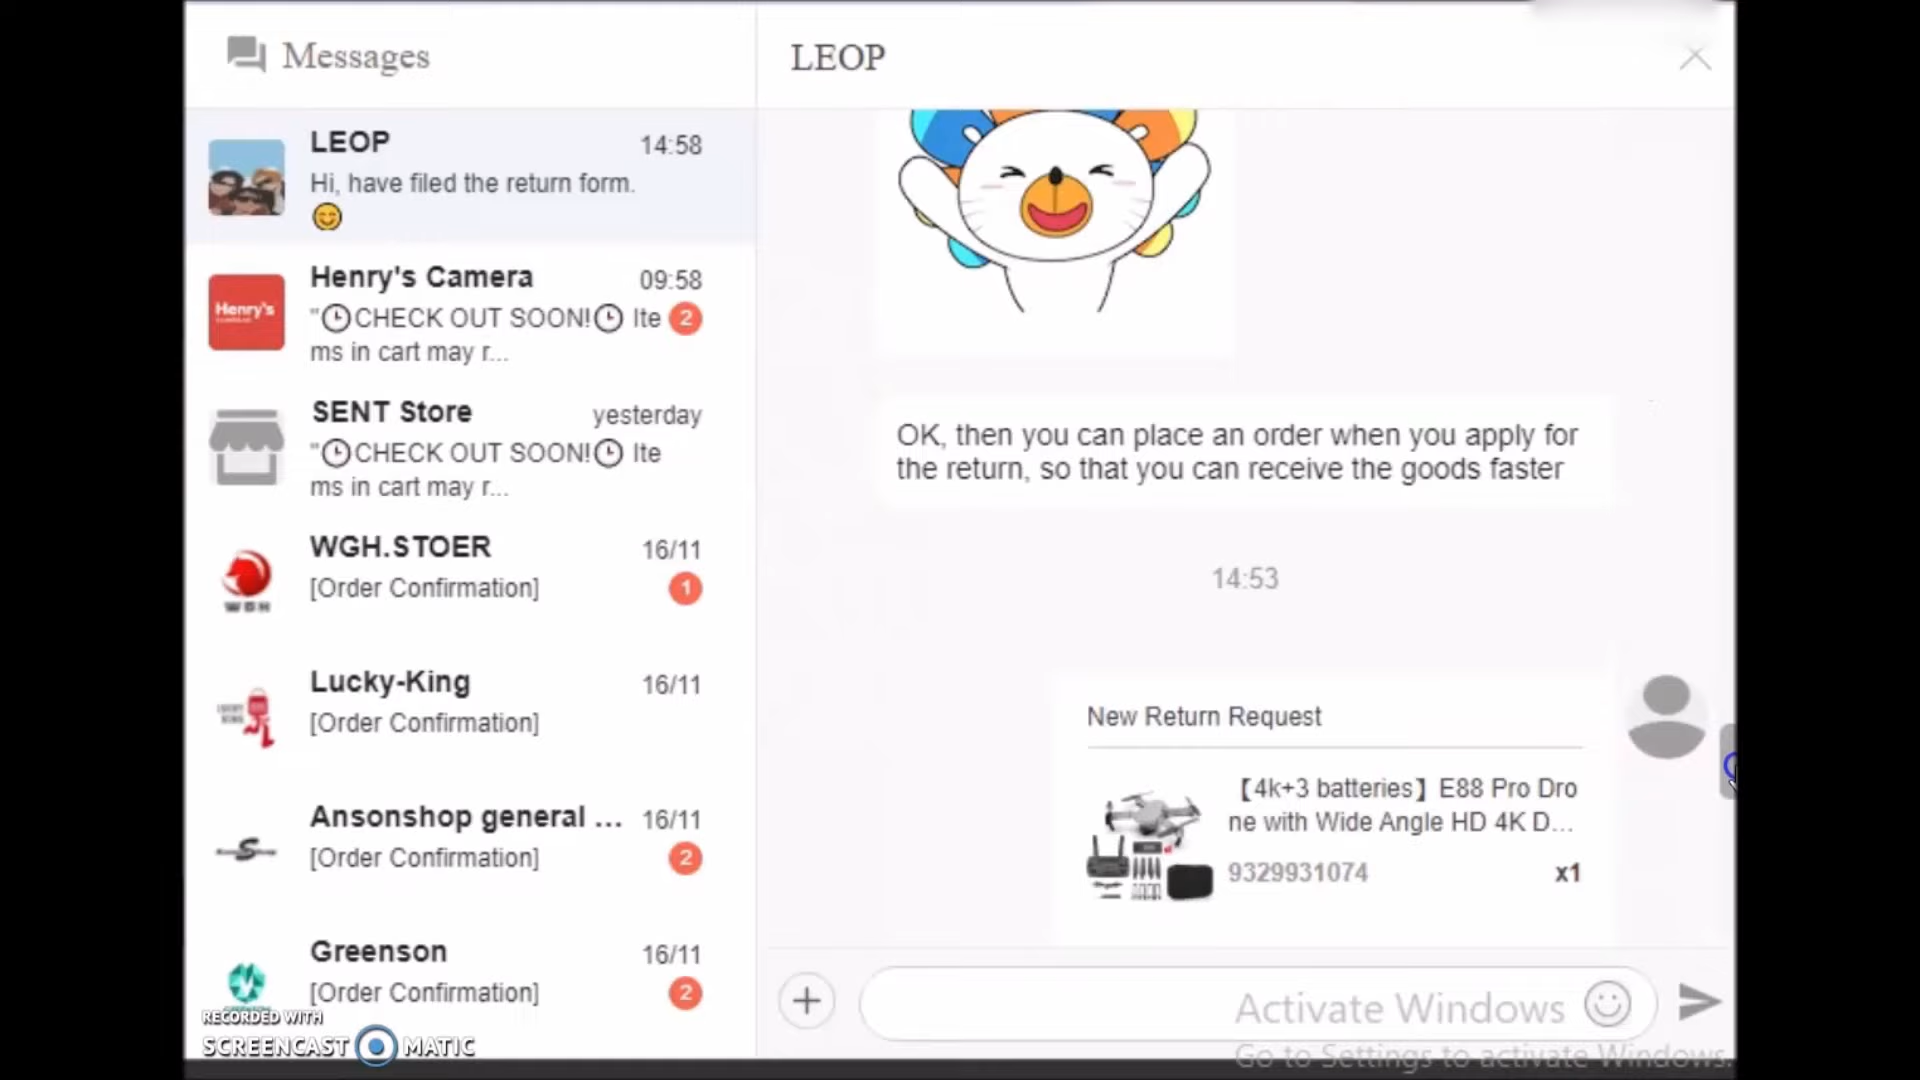 Messages
LEOP
LEOP
14:58
Hi, have filed the return form.
😊
Henry's
Henry's Camera
09:58
"🕒CHECK OUT SOON!🕒 Ite
2
ms in cart may r...
SENT Store
yesterday
"🕒CHECK OUT SOON!🕒 Ite
ms in cart may r...
WGH
WGH.STOER
16/11
[Order Confirmation]
1
Lucky-King
16/11
[Order Confirmation]
Ansonshop general ...
16/11
[Order Confirmation]
2
Greenson
16/11
[Order Confirmation]
2
OK, then you can place an order when you apply for
the return, so that you can receive the goods faster
14:53
New Return Request
【4k+3 batteries】E88 Pro Dro
ne with Wide Angle HD 4K D...
9329931074
x1
Activate Windows
Go to Settings to activate Windows.
RECORDED WITH
SCREENCAST MATIC